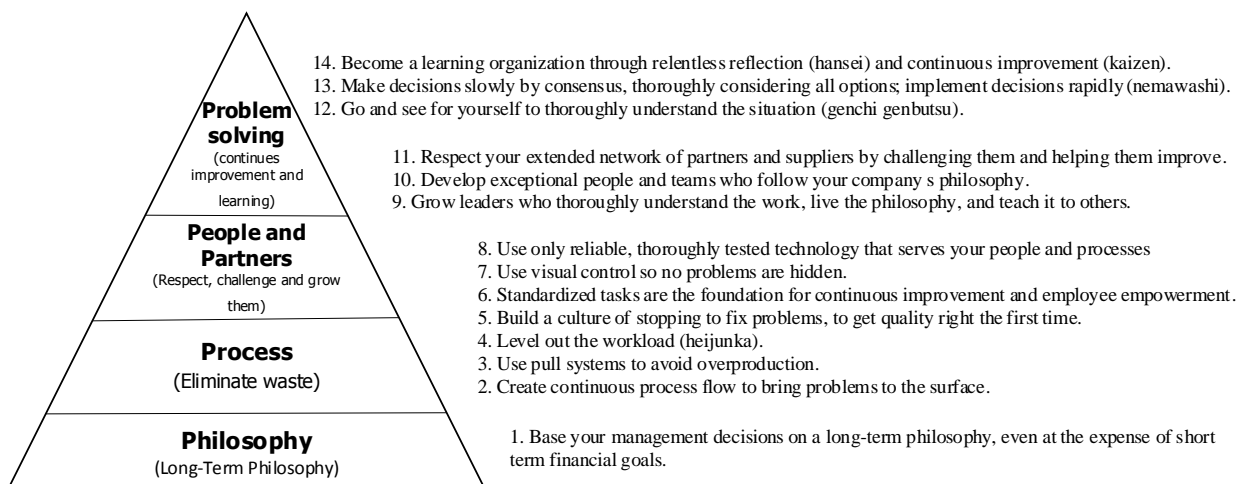 14. Become a learning organization through relentless reflection (hansei) and continuous improvement (kaizen).
13. Make decisions slowly by consensus, thoroughly considering all options; implement decisions rapidly (nemawashi).
12. Go and see for yourself to thoroughly understand the situation (genchi genbutsu).
Problem
solving
(continues
improvement and
learning)
11. Respect your extended network of partners and suppliers by challenging them and helping them improve.
10. Develop exceptional people and teams who follow your company s philosophy.
9. Grow leaders who thoroughly understand the work, live the philosophy, and teach it to others.
People and
Partners
(Respect, challenge and grow
them)
8. Use only reliable, thoroughly tested technology that serves your people and processes
7. Use visual control so no problems are hidden.
6. Standardized tasks are the foundation for continuous improvement and employee empowerment.
5. Build a culture of stopping to fix problems, to get quality right the first time.
4. Level out the workload (heijunka).
3. Use pull systems to avoid overproduction.
2. Create continuous process flow to bring problems to the surface.
Process
(Eliminate waste)
Philosophy
(Long-Term Philosophy)
1. Base your management decisions on a long-term philosophy, even at the expense of short
term financial goals.